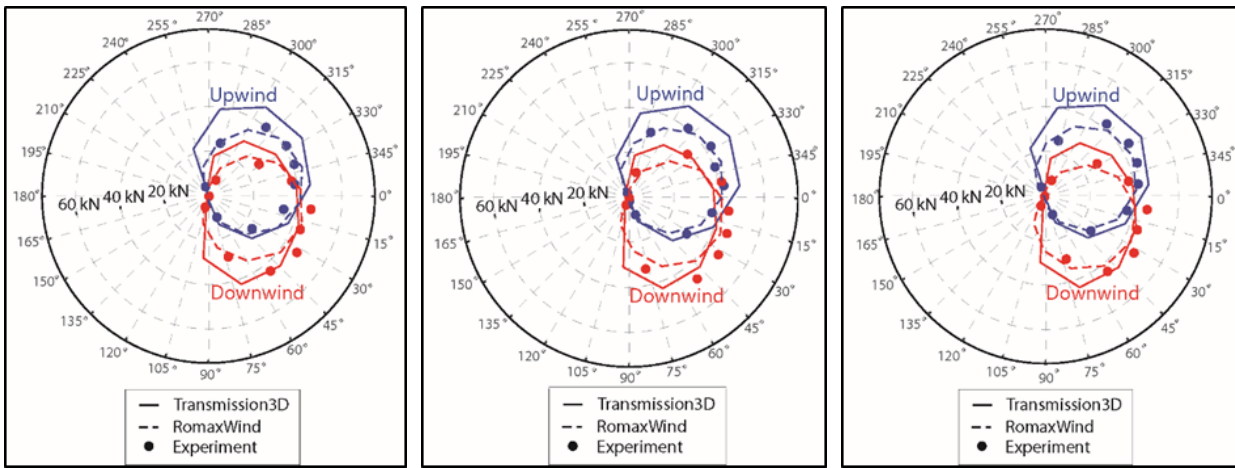 270°
255° 285°
240° 300°
225° 315°
Upwind
210° 330°
195° 345°
180° 60 kN 40 kN 20 kN 0°
165° 15°
150° 30°
Downwind
135° 45°
120° 60°
105° 75°
90°
Transmission3D
RomaxWind
Experiment
270°
255° 285°
240° 300°
225° 315°
Upwind
210° 330°
195° 345°
180° 60 kN 40 kN 20 kN 0°
165° 15°
150° 30°
Downwind
135° 45°
120° 60°
105° 75°
90°
Transmission3D
RomaxWind
Experiment
270°
255° 285°
240° 300°
225° 315°
Upwind
210° 330°
195° 345°
180° 60 kN 40 kN 20 kN 0°
165° 15°
150° 30°
Downwind
135° 45°
120° 60°
105° 75°
90°
Transmission3D
RomaxWind
Experiment